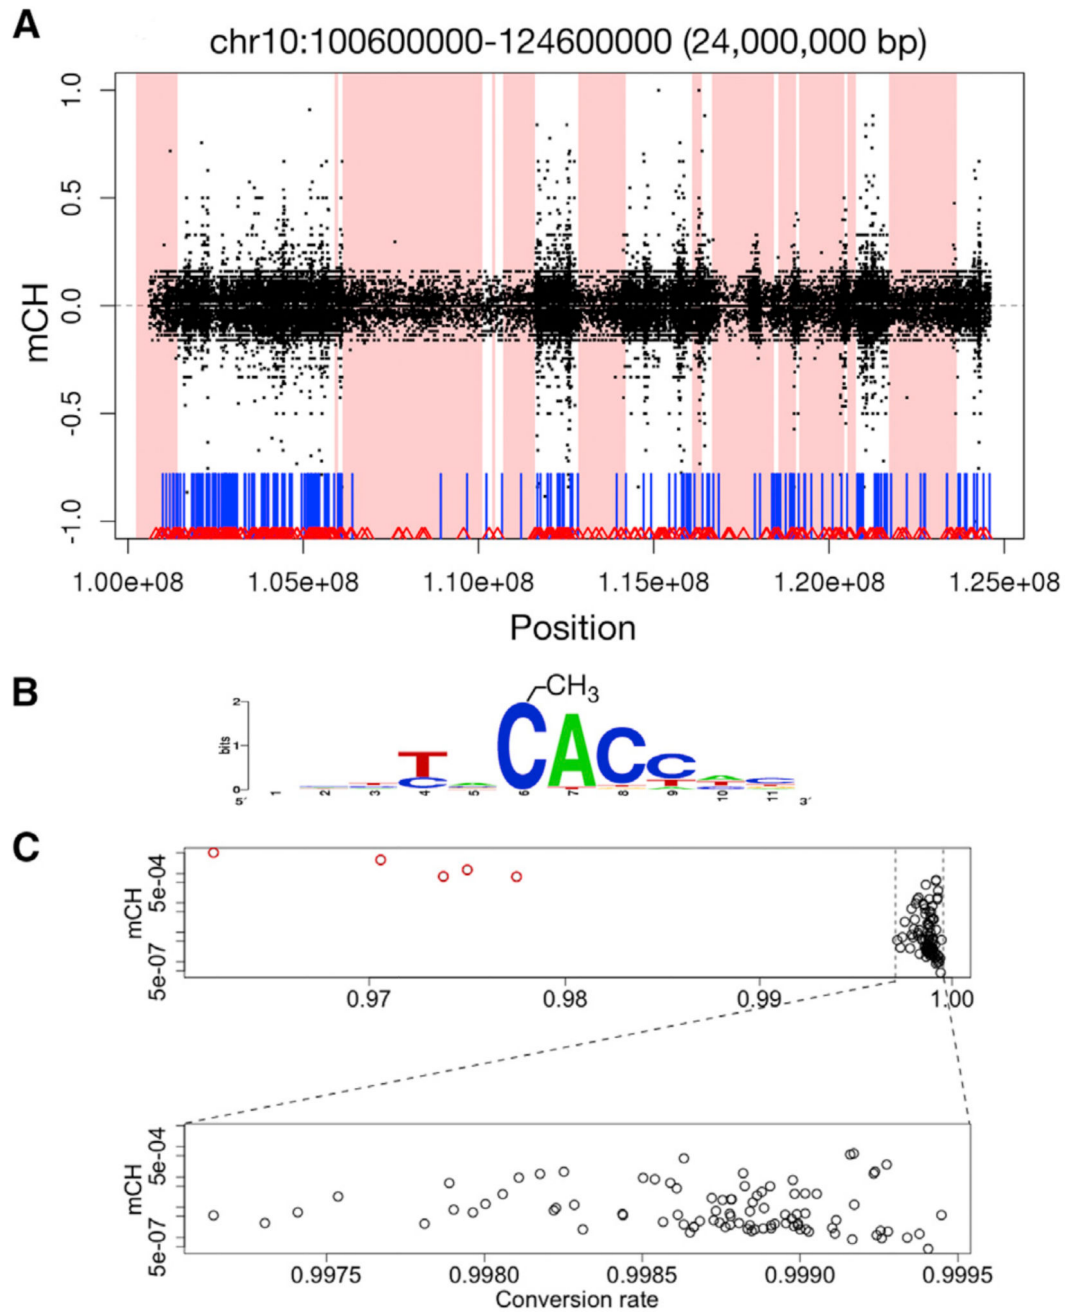 A
chr10:100600000-124600000 (24,000,000 bp)
mCH
1.0
0.5
0.0
-0.5
-1.0
1.00e+08 1.05e+08 1.10e+08 1.15e+08 1.20e+08 1.25e+08
Position
B
CH3
bits
2
1
0
T C CACC
5′ 1 2 3 4 5 6 7 8 9 10 11 3′
C
mCH
5e-04
5e-07
0.97 0.98 0.99 1.00
mCH
5e-04
5e-07
0.9975 0.9980 0.9985 0.9990 0.9995
Conversion rate